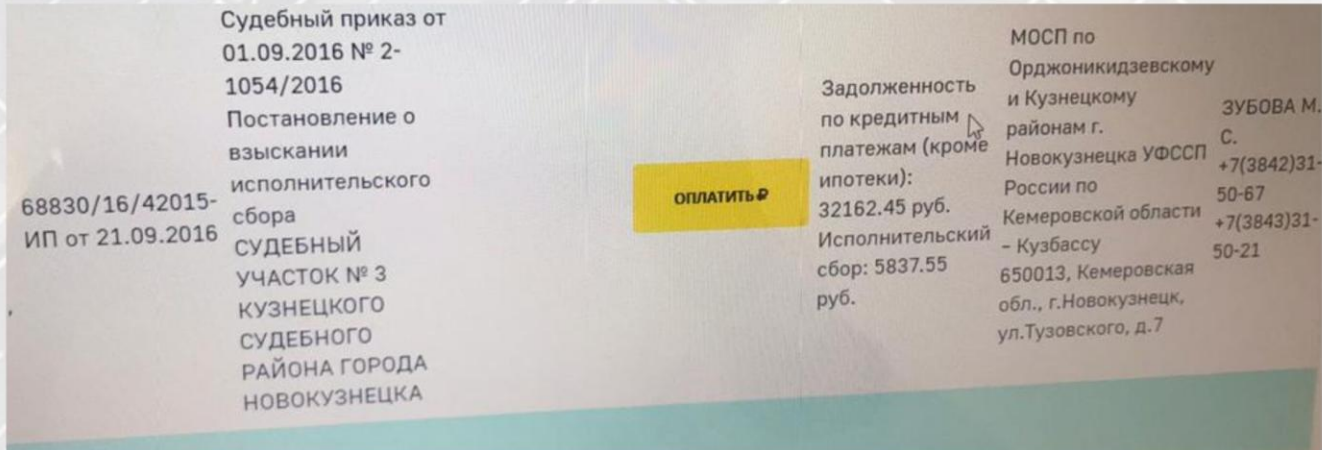 68830/16/42015-
ИП от 21.09.2016
Судебный приказ от
01.09.2016 № 2-
1054/2016
Постановление о
взыскании
исполнительского
сбора
СУДЕБНЫЙ
УЧАСТОК № 3
КУЗНЕЦКОГО
СУДЕБНОГО
РАЙОНА ГОРОДА
НОВОКУЗНЕЦКА
ОПЛАТИТЬ ₽
Задолженность
по кредитным
платежам (кроме
ипотеки):
32162.45 руб.
Исполнительский
сбор: 5837.55
руб.
МОСП по
Орджоникидзевскому
и Кузнецкому
районам г.
Новокузнецка УФССП
России по
Кемеровской области
– Кузбассу
650013, Кемеровская
обл., г.Новокузнецк,
ул.Тузовского, д.7
ЗУБОВА М.
С.
+7(3842)31-
50-67
+7(3843)31-
50-21